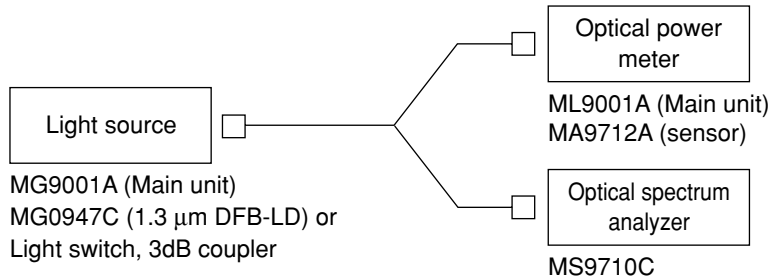 Optical power
meter
ML9001A (Main unit)
MA9712A (sensor)
Light source
MG9001A (Main unit)
MG0947C (1.3 μm DFB-LD) or
Light switch, 3dB coupler
Optical spectrum
analyzer
MS9710C